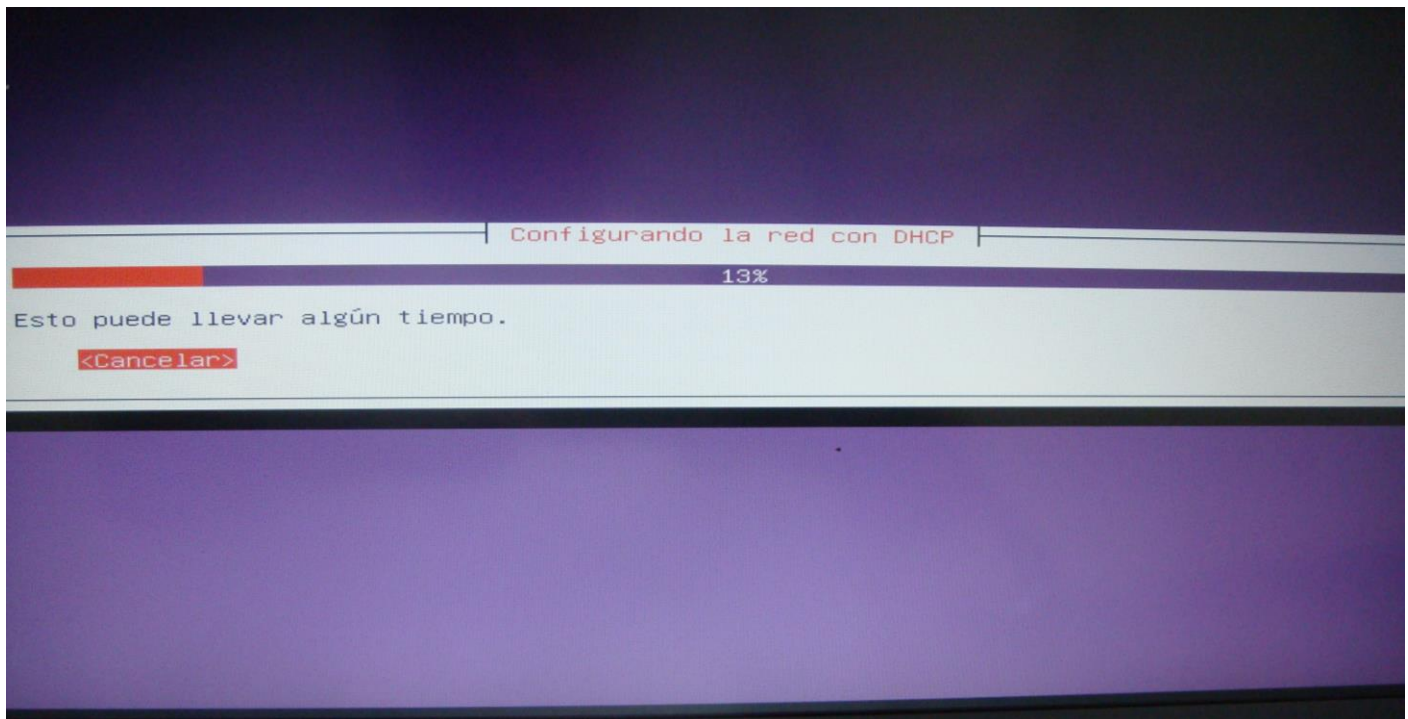 Configurando la red con DHCP
13%
Esto puede llevar algún tiempo.
<Cancelar>